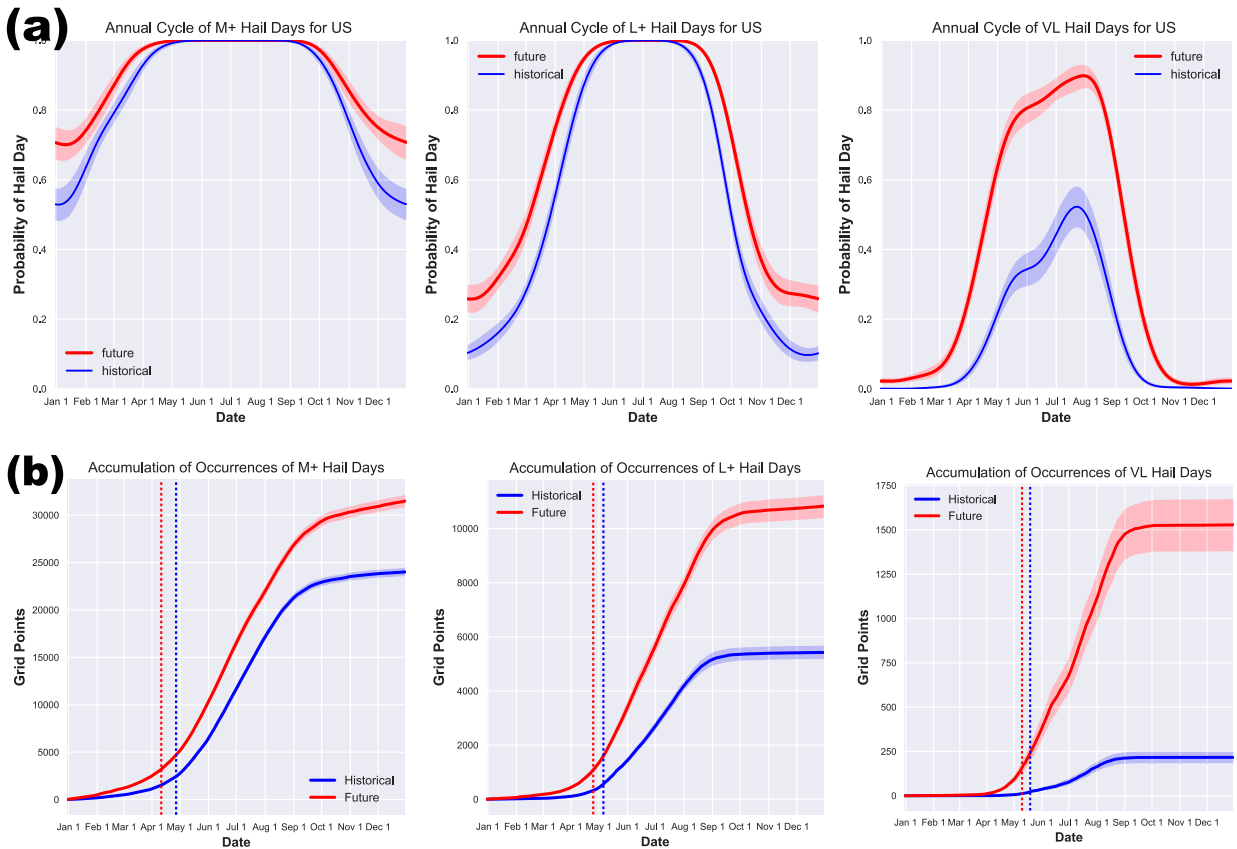 (a)
Annual Cycle of M+ Hail Days for US
Probability of Hail Day
1.0
0.8
0.6
0.4
0.2
0.0
future
historical
Jan 1 Feb 1 Mar 1 Apr 1 May 1 Jun 1 Jul 1 Aug 1 Sep 1 Oct 1 Nov 1 Dec 1
Date
Annual Cycle of L+ Hail Days for US
Probability of Hail Day
1.0
0.8
0.6
0.4
0.2
0.0
future
historical
Jan 1 Feb 1 Mar 1 Apr 1 May 1 Jun 1 Jul 1 Aug 1 Sep 1 Oct 1 Nov 1 Dec 1
Date
Annual Cycle of VL Hail Days for US
Probability of Hail Day
1.0
0.8
0.6
0.4
0.2
0.0
future
historical
Jan 1 Feb 1 Mar 1 Apr 1 May 1 Jun 1 Jul 1 Aug 1 Sep 1 Oct 1 Nov 1 Dec 1
Date
(b)
Accumulation of Occurrences of M+ Hail Days
Grid Points
30000
25000
20000
15000
10000
5000
0
Historical
Future
Jan 1 Feb 1 Mar 1 Apr 1 May 1 Jun 1 Jul 1 Aug 1 Sep 1 Oct 1 Nov 1 Dec 1
Date
Accumulation of Occurrences of L+ Hail Days
Grid Points
10000
8000
6000
4000
2000
0
Historical
Future
Jan 1 Feb 1 Mar 1 Apr 1 May 1 Jun 1 Jul 1 Aug 1 Sep 1 Oct 1 Nov 1 Dec 1
Date
Accumulation of Occurrences of VL Hail Days
Grid Points
1750
1500
1250
1000
750
500
250
0
Historical
Future
Jan 1 Feb 1 Mar 1 Apr 1 May 1 Jun 1 Jul 1 Aug 1 Sep 1 Oct 1 Nov 1 Dec 1
Date